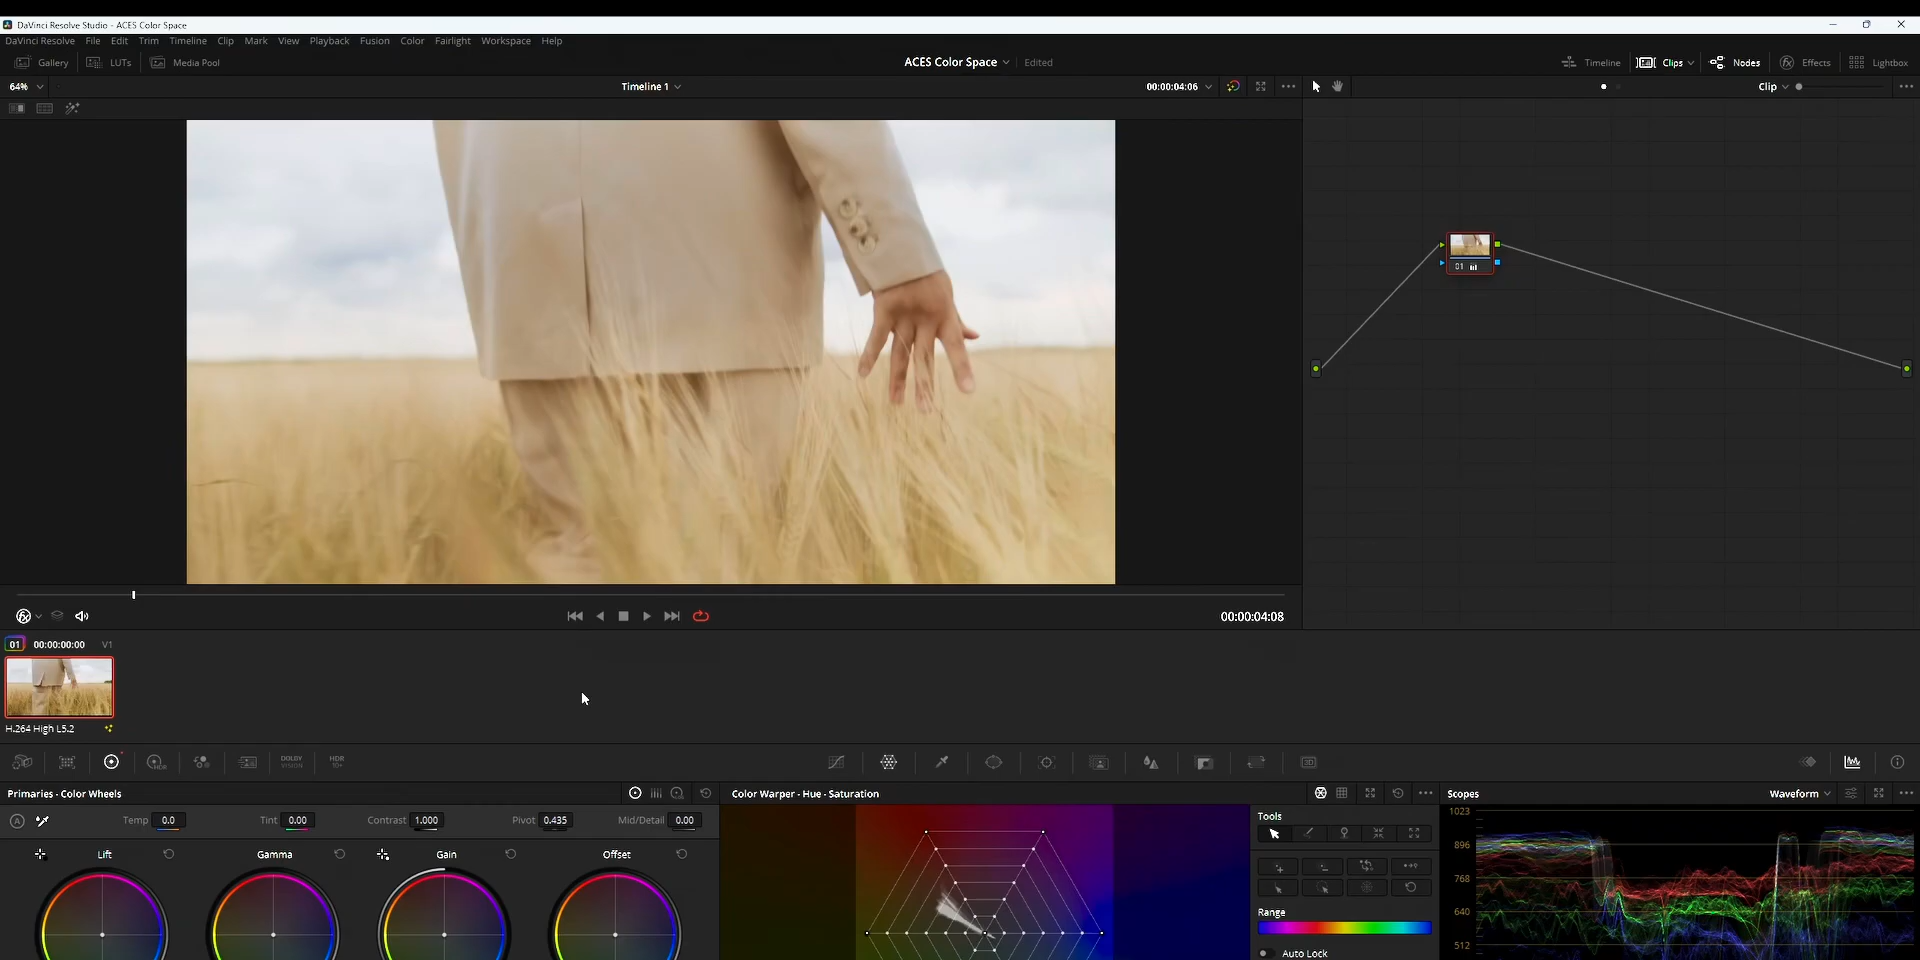 DaVinci Resolve Studio - ACES Color Space
DaVinci Resolve File Edit Trim Timeline Clip Mark View Playback Fusion Color Fairlight Workspace Help
Gallery LUTs Media Pool ACES Color Space Edited Timeline Clips Nodes Effects Lightbox
64% Timeline 1 00:00:04:06 Clip
01
00:00:04:08
01 00:00:00:00 V1
H.264 High L5.2
DOLBY VISION HDR 10+ 3D
Primaries - Color Wheels Color Warper - Hue - Saturation Scopes Waveform
Temp 0.0 Tint 0.00 Contrast 1.000 Pivot 0.435 Mid/Detail 0.00 Tools 1023
Lift Gamma Gain Offset 896
768
Range 640
512
Auto Lock